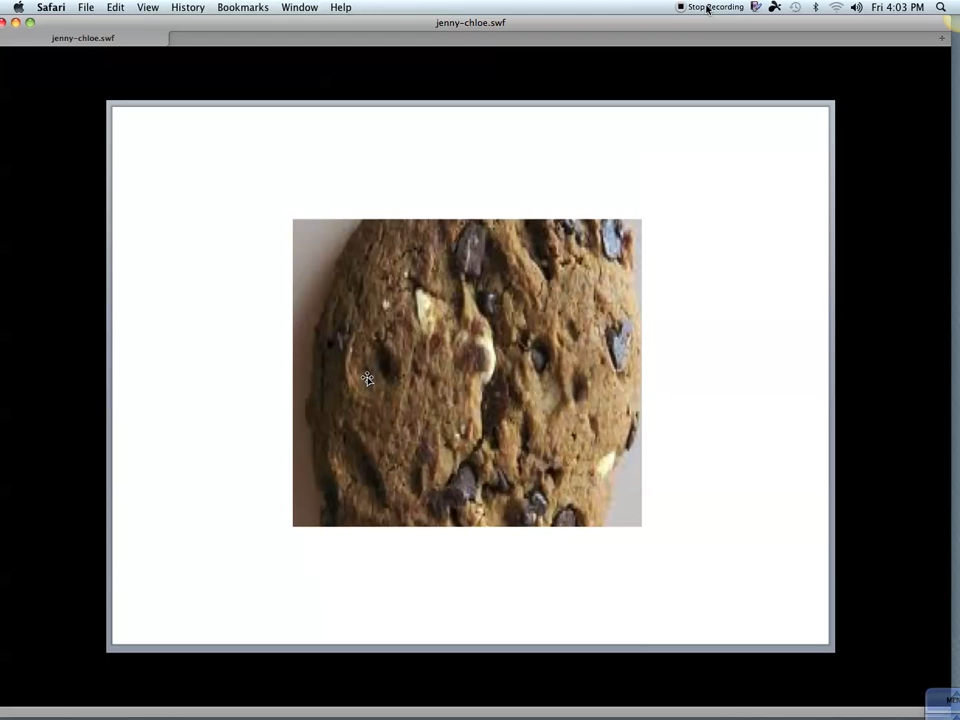 Safari File Edit View History Bookmarks Window Help Stop Recording Fri 4:03 PM
jenny-chloe.swf
jenny-chloe.swf